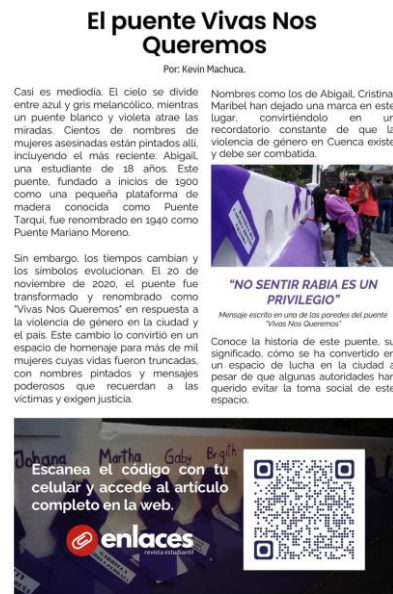 El puente Vivas Nos
Queremos
Por: Kevin Machuca.
Casi es mediodía. El cielo se divide
entre azul y gris melancólico, mientras
un puente blanco y violeta atrae las
miradas. Cientos de nombres de
mujeres asesinadas están pintados allí,
incluyendo el más reciente: Abigail,
una estudiante de 18 años. Este
puente, fundado a inicios de 1900
como una pequeña plataforma de
madera conocida como Puente
Tarqui, fue renombrado en 1940 como
Puente Mariano Moreno.
Sin embargo, los tiempos cambian y
los símbolos evolucionan. El 20 de
noviembre de 2020, el puente fue
transformado y renombrado como
"Vivas Nos Queremos" en respuesta a
la violencia de género en la ciudad y
el país. Este cambio lo convirtió en un
espacio de homenaje para más de mil
mujeres cuyas vidas fueron truncadas,
con nombres pintados y mensajes
poderosos que recuerdan a las
víctimas y exigen justicia.
Nombres como los de Abigail, Cristina,
Maribel han dejado una marca en este
lugar, convirtiéndolo en un
recordatorio constante de que la
violencia de género en Cuenca existe
y debe ser combatida.
"NO SENTIR RABIA ES UN
PRIVILEGIO"
Mensaje escrito en una de las paredes del puente
"Vivas Nos Queremos"
Conoce la historia de este puente, su
significado, cómo se ha convertido en
un espacio de lucha en la ciudad a
pesar de que algunas autoridades han
querido evitar la toma social de este
espacio.
Johana Martha Gaby Brigith
Escanea el código con tu
celular y accede al artículo
completo en la web.
enlaces
revista estudiantil